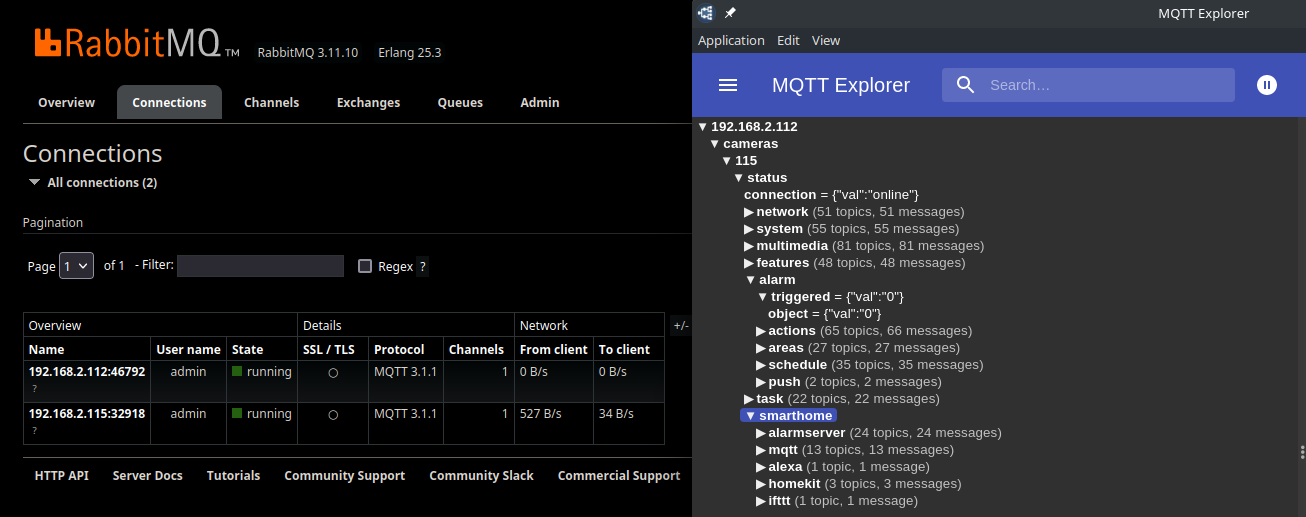 RabbitMQ TM RabbitMQ 3.11.10 Erlang 25.3
Overview Connections Channels Exchanges Queues Admin
Connections
▼ All connections (2)
Pagination
Page 1 of 1 - Filter: Regex ?
Overview Details Network +/-
Name User name State SSL / TLS Protocol Channels From client To client
192.168.2.112:46792 admin running ○ MQTT 3.1.1 1 0 B/s 0 B/s
?
192.168.2.115:32918 admin running ○ MQTT 3.1.1 1 527 B/s 34 B/s
?
HTTP API Server Docs Tutorials Community Support Community Slack Commercial Support
MQTT Explorer
Application Edit View
MQTT Explorer Search...
▼ 192.168.2.112
▼ cameras
▼ 115
▼ status
connection = {"val":"online"}
▶ network (51 topics, 51 messages)
▶ system (55 topics, 55 messages)
▶ multimedia (81 topics, 81 messages)
▶ features (48 topics, 48 messages)
▼ alarm
▼ triggered = {"val":"0"}
object = {"val":"0"}
▶ actions (65 topics, 66 messages)
▶ areas (27 topics, 27 messages)
▶ schedule (35 topics, 35 messages)
▶ push (2 topics, 2 messages)
▶ task (22 topics, 22 messages)
▼ smarthome
▶ alarmserver (24 topics, 24 messages)
▶ mqtt (13 topics, 13 messages)
▶ alexa (1 topic, 1 message)
▶ homekit (3 topics, 3 messages)
▶ ifttt (1 topic, 1 message)